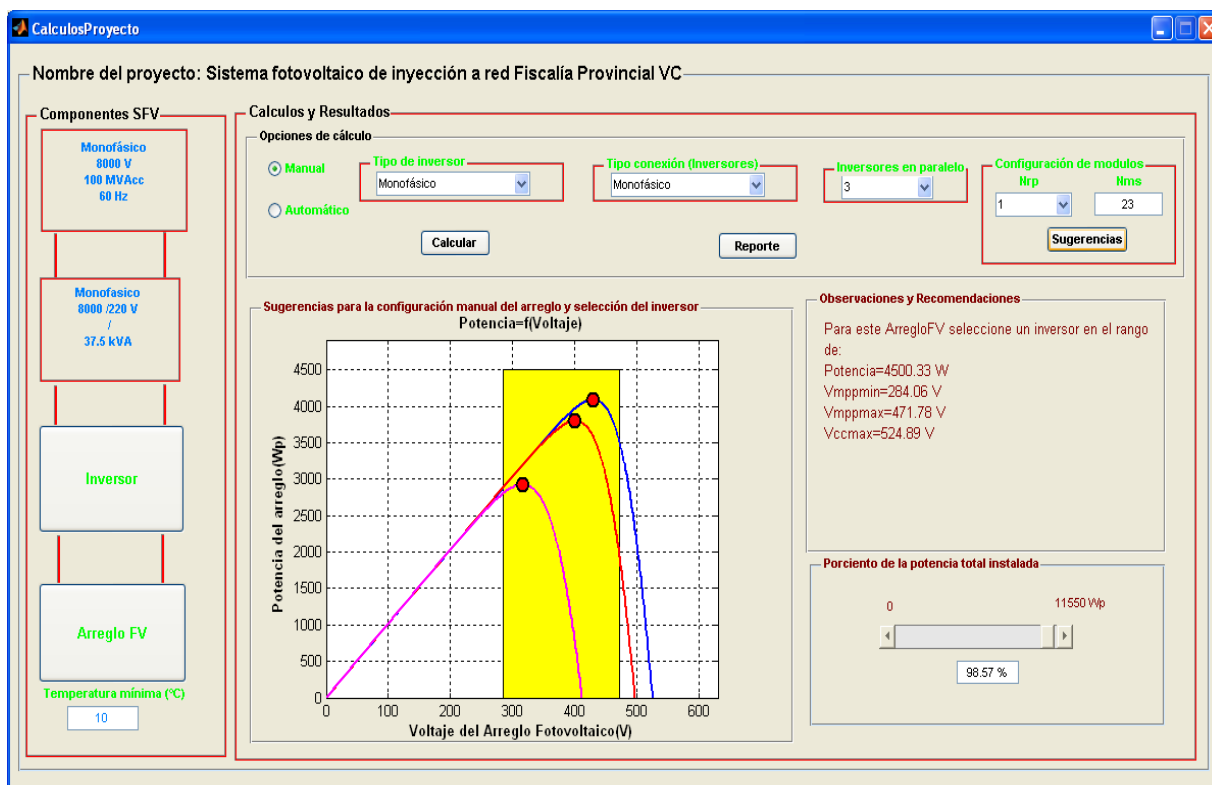 CalculosProyecto
Nombre del proyecto: Sistema fotovoltaico de inyección a red Fiscalía Provincial VC
Componentes SFV
Monofásico
8000 V
100 MVAcc
60 Hz
Monofasico
8000 /220 V
/
37.5 kVA
Inversor
Arreglo FV
Temperatura mínima (ºC)
10
Calculos y Resultados
Opciones de cálculo
Manual
Automático
Tipo de inversor
Monofásico
Tipo conexión (Inversores)
Monofásico
Inversores en paralelo
3
Configuración de modulos
Nrp Nms
1 23
Calcular
Reporte
Sugerencias
Sugerencias para la configuración manual del arreglo y selección del inversor
Potencia=f(Voltaje)
Potencia del arreglo(Wp)
4500
4000
3500
3000
2500
2000
1500
1000
500
0
0 100 200 300 400 500 600
Voltaje del Arreglo Fotovoltaico(V)
Observaciones y Recomendaciones
Para este ArregloFV seleccione un inversor en el rango
de:
Potencia=4500.33 W
Vmppmin=284.06 V
Vmppmax=471.78 V
Vccmax=524.89 V
Porciento de la potencia total instalada
0 11550 Wp
98.57 %